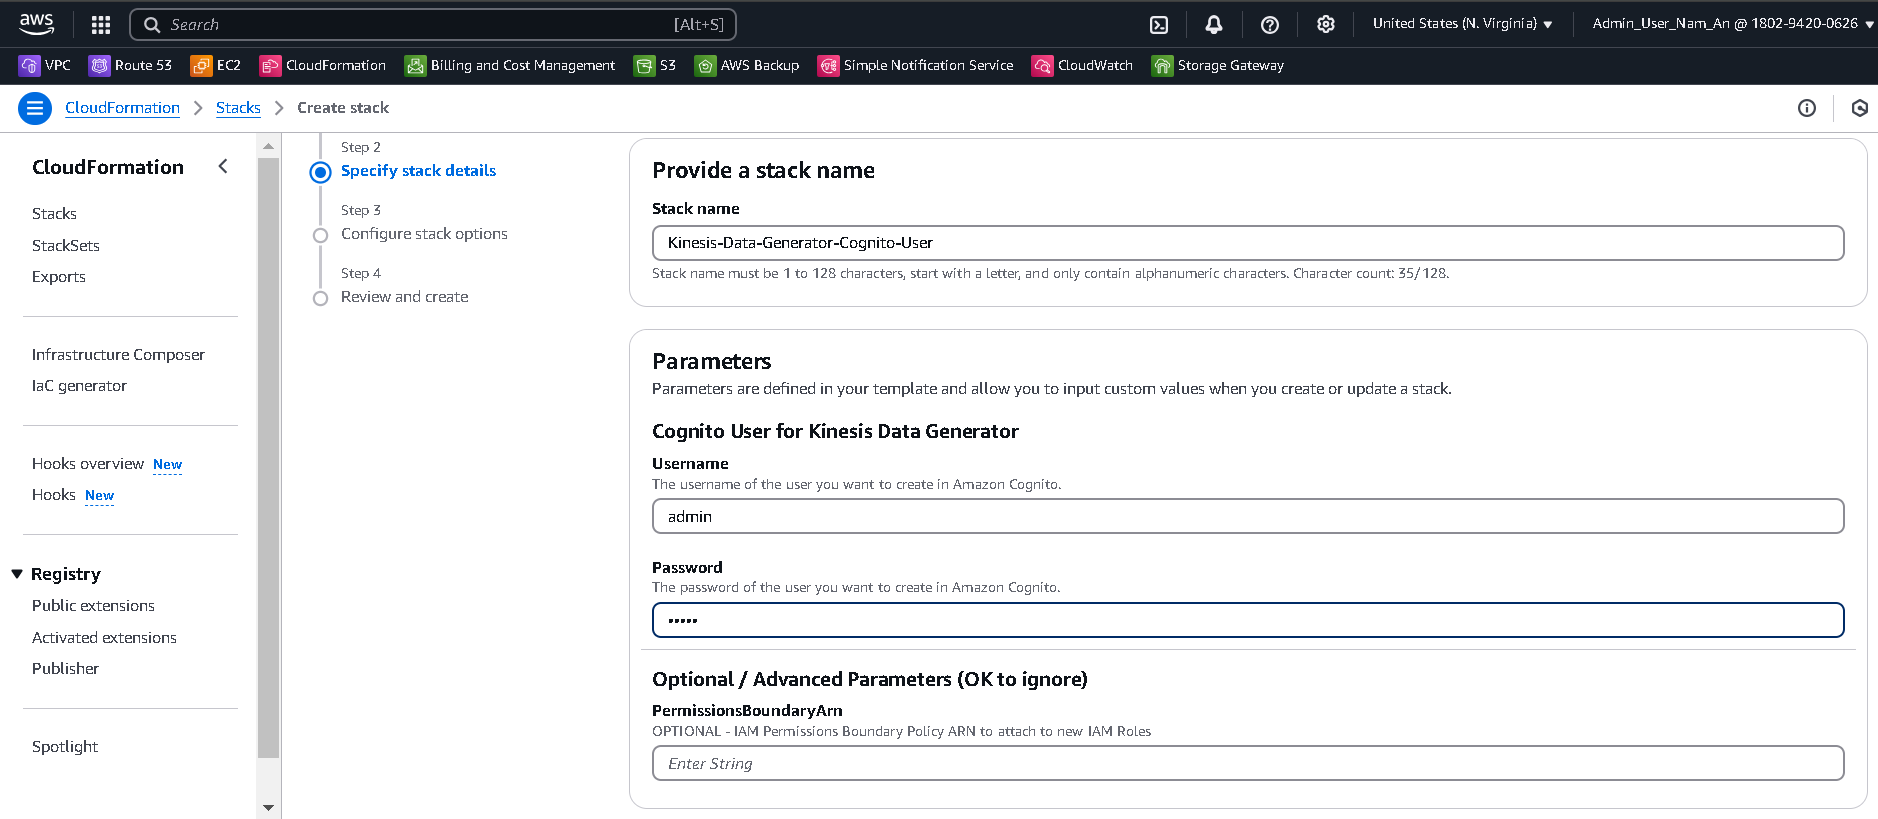 aws
Search [Alt+S]
United States (N. Virginia)
Admin_User_Nam_An @ 1802-9420-0626
VPC
Route 53
EC2
CloudFormation
Billing and Cost Management
S3
AWS Backup
Simple Notification Service
CloudWatch
Storage Gateway
CloudFormation
Stacks
Create stack
CloudFormation
Stacks
StackSets
Exports
Infrastructure Composer
IaC generator
Hooks overview New
Hooks New
Registry
Public extensions
Activated extensions
Publisher
Spotlight
Step 2
Specify stack details
Step 3
Configure stack options
Step 4
Review and create
Provide a stack name
Stack name
Kinesis-Data-Generator-Cognito-User
Stack name must be 1 to 128 characters, start with a letter, and only contain alphanumeric characters. Character count: 35/128.
Parameters
Parameters are defined in your template and allow you to input custom values when you create or update a stack.
Cognito User for Kinesis Data Generator
Username
The username of the user you want to create in Amazon Cognito.
admin
Password
The password of the user you want to create in Amazon Cognito.
•••••
Optional / Advanced Parameters (OK to ignore)
PermissionsBoundaryArn
OPTIONAL - IAM Permissions Boundary Policy ARN to attach to new IAM Roles
Enter String